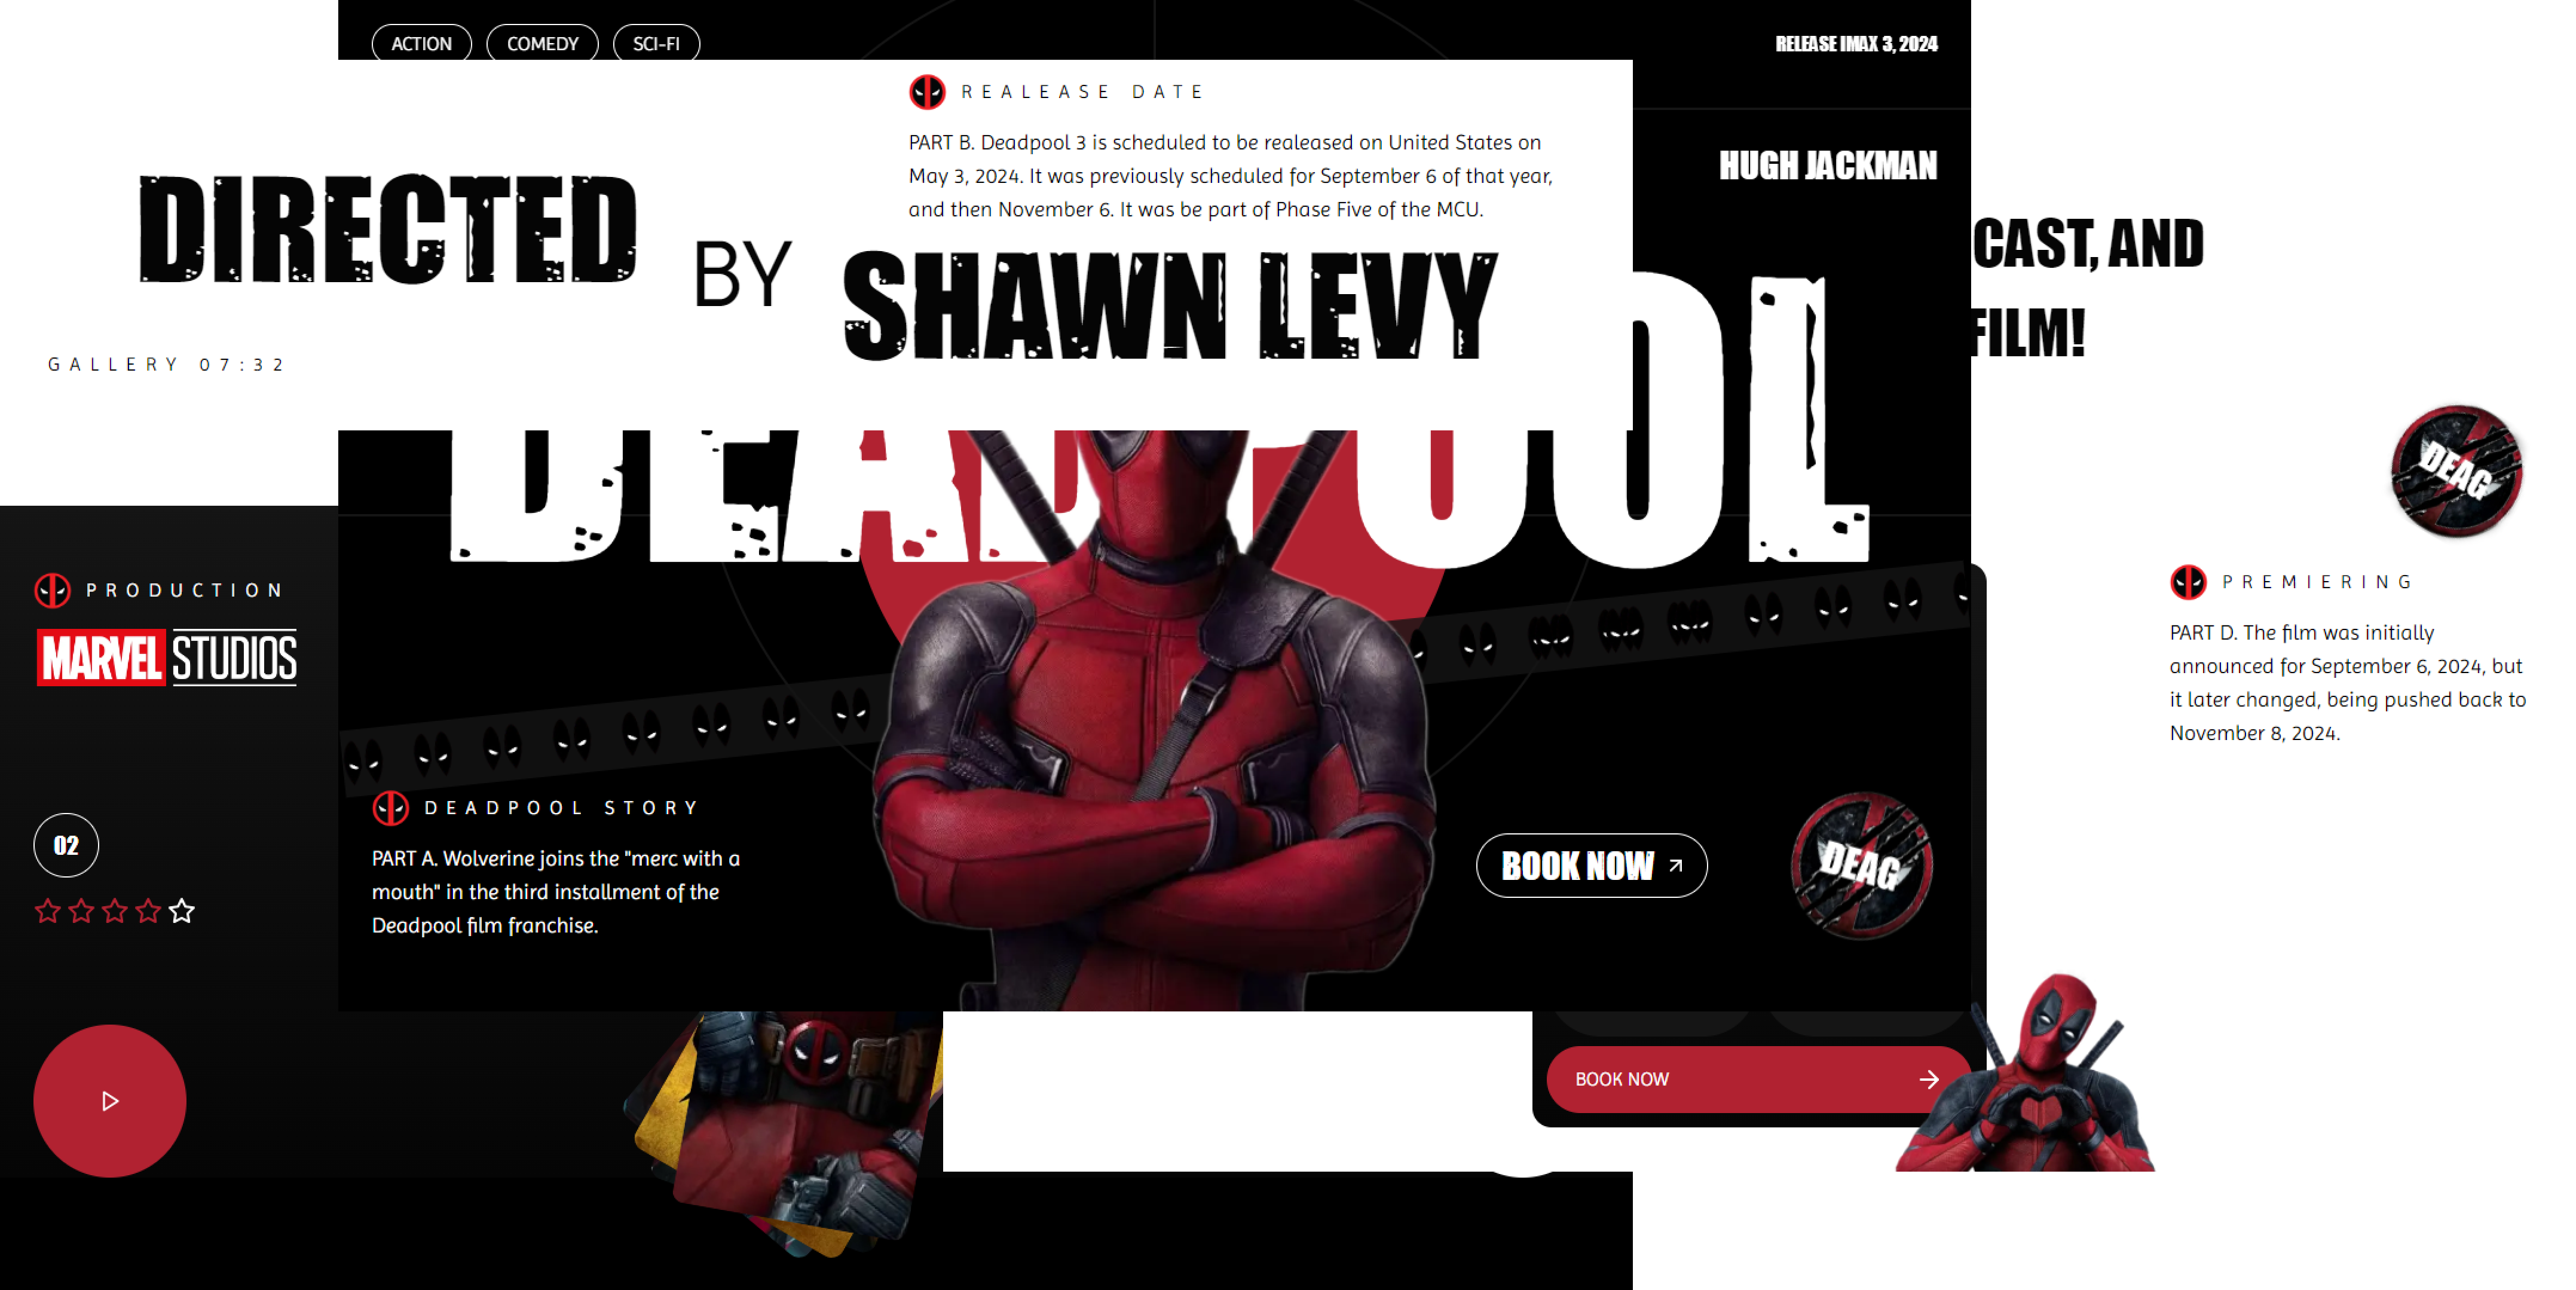 ACTION COMEDY SCI-FI
RELEASE IMAX 3, 2024
REALEASE DATE
PART B. Deadpool 3 is scheduled to be realeased on United States on
May 3, 2024. It was previously scheduled for September 6 of that year,
and then November 6. It was be part of Phase Five of the MCU.
HUGH JACKMAN
DIRECTED BY SHAWN LEVY
CAST, AND
FILM!
GALLERY 07:32
DEADPOOL
DEAG
PRODUCTION
MARVEL STUDIOS
PREMIERING
PART D. The film was initially
announced for September 6, 2024, but
it later changed, being pushed back to
November 8, 2024.
02
DEADPOOL STORY
PART A. Wolverine joins the "merc with a
mouth" in the third installment of the
Deadpool film franchise.
BOOK NOW
DEAG
BOOK NOW